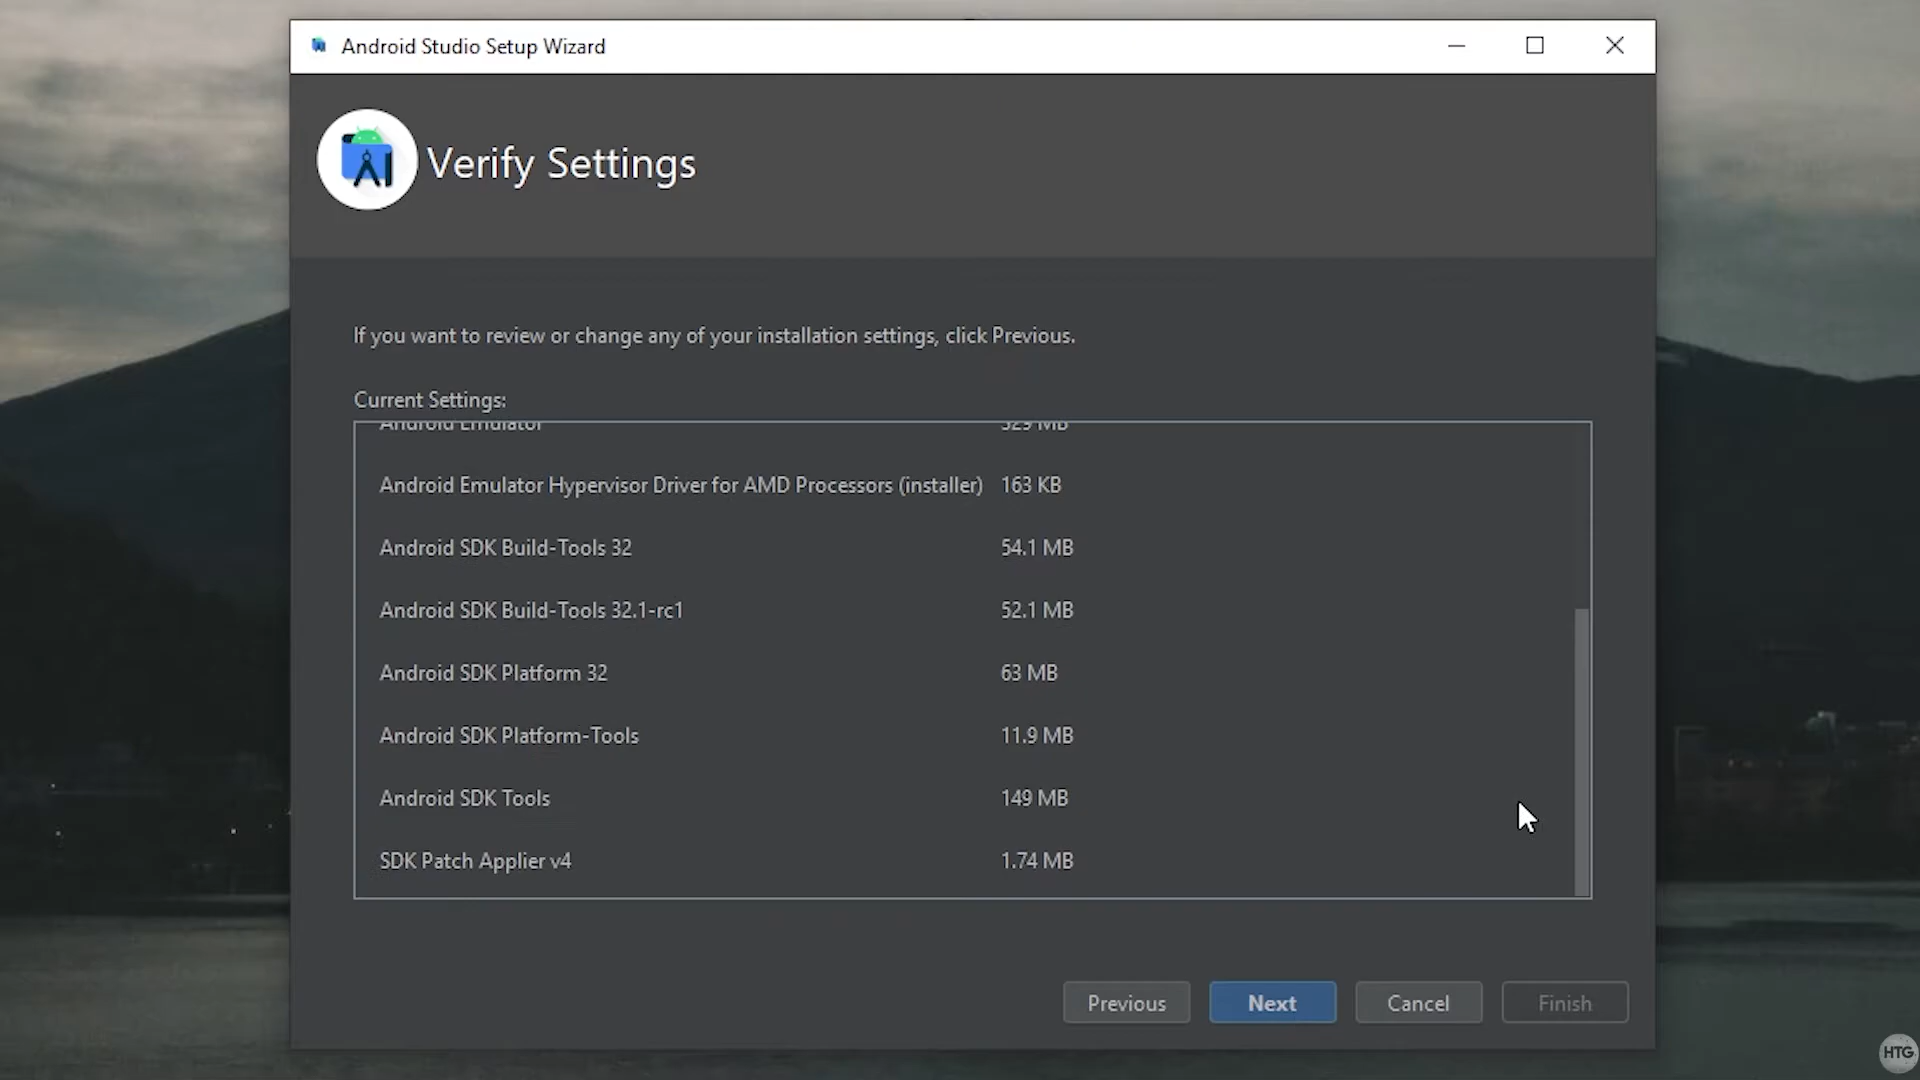 Android Studio Setup Wizard
Verify Settings
If you want to review or change any of your installation settings, click Previous.
Current Settings:
Android Emulator 329 MB
Android Emulator Hypervisor Driver for AMD Processors (installer) 163 KB
Android SDK Build-Tools 32 54.1 MB
Android SDK Build-Tools 32.1-rc1 52.1 MB
Android SDK Platform 32 63 MB
Android SDK Platform-Tools 11.9 MB
Android SDK Tools 149 MB
SDK Patch Applier v4 1.74 MB
Previous Next Cancel Finish
HTG